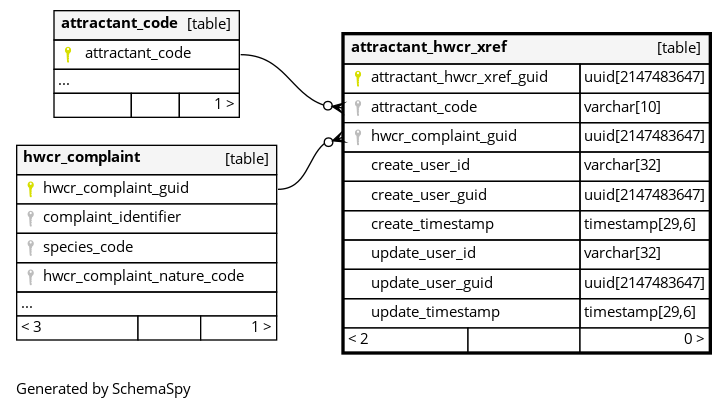 attractant_code [table]
attractant_code
...
1 >
hwcr_complaint [table]
hwcr_complaint_guid
complaint_identifier
species_code
hwcr_complaint_nature_code
...
< 3 1 >
attractant_hwcr_xref [table]
attractant_hwcr_xref_guid uuid[2147483647]
attractant_code varchar[10]
hwcr_complaint_guid uuid[2147483647]
create_user_id varchar[32]
create_user_guid uuid[2147483647]
create_timestamp timestamp[29,6]
update_user_id varchar[32]
update_user_guid uuid[2147483647]
update_timestamp timestamp[29,6]
< 2 0 >
Generated by SchemaSpy